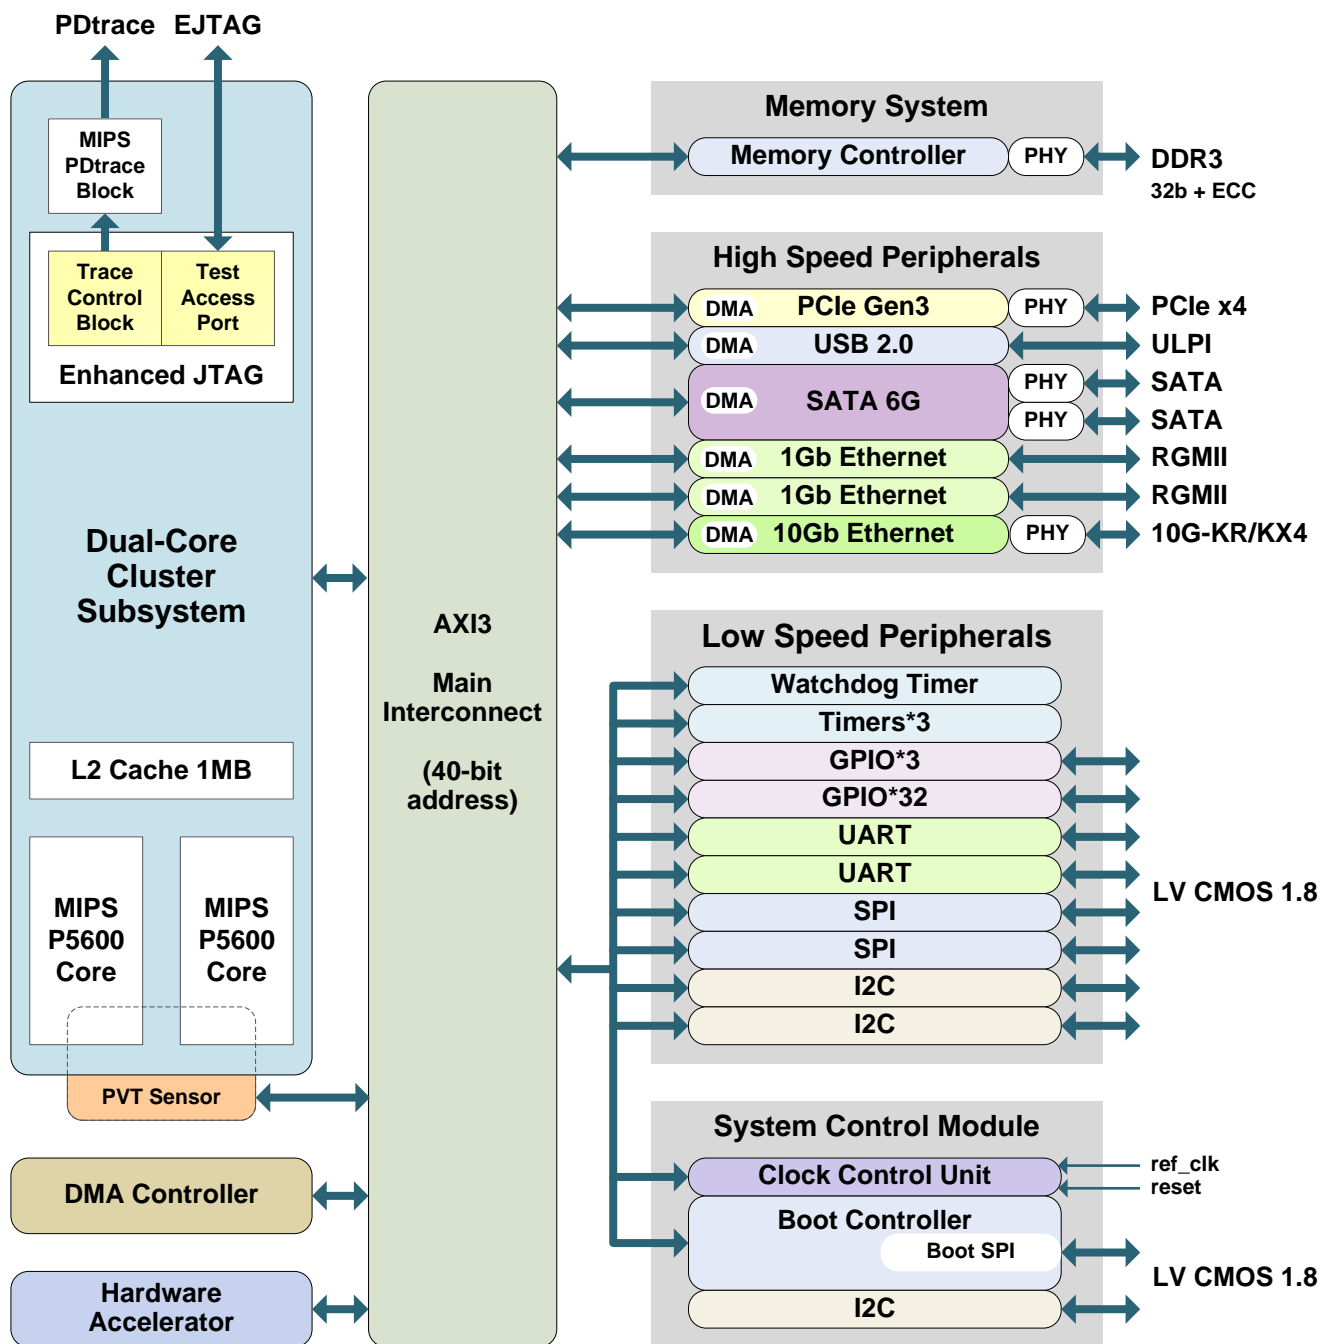 PDtrace
EJTAG
MIPS
PDtrace
Block
Trace
Control
Block
Test
Access
Port
Enhanced JTAG
Dual-Core
Cluster
Subsystem
L2 Cache 1MB
MIPS
P5600
Core
MIPS
P5600
Core
PVT Sensor
DMA Controller
Hardware
Accelerator
AXI3
Main
Interconnect
(40-bit
address)
Memory System
Memory Controller
PHY
DDR3
32b + ECC
High Speed Peripherals
DMA
PCIe Gen3
PHY
PCIe x4
DMA
USB 2.0
ULPI
DMA
SATA 6G
PHY
SATA
PHY
SATA
DMA
1Gb Ethernet
RGMII
DMA
1Gb Ethernet
RGMII
DMA
10Gb Ethernet
PHY
10G-KR/KX4
Low Speed Peripherals
Watchdog Timer
Timers*3
GPIO*3
GPIO*32
UART
UART
SPI
SPI
I2C
I2C
LV CMOS 1.8
System Control Module
Clock Control Unit
ref_clk
reset
Boot Controller
Boot SPI
I2C
LV CMOS 1.8